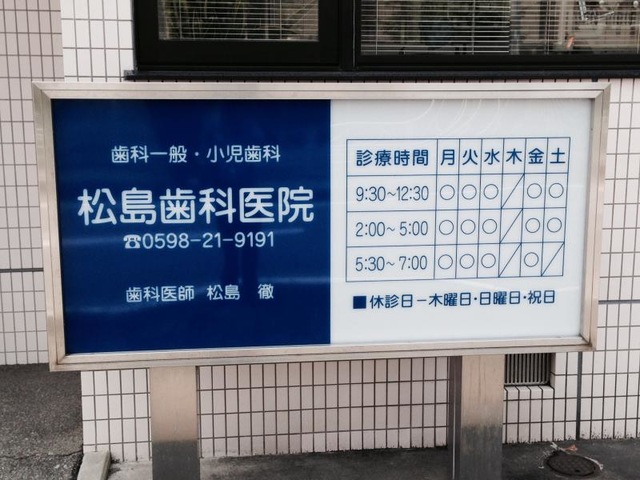 歯科一般・小児歯科
松島歯科医院
☎0598-21-9191
歯科医師 松島 徹
診療時間 月 火 水 木 金 土
9:30~12:30 ○ ○ ○ / ○ ○
2:00~5:00 ○ ○ ○ / ○ ○
5:30~7:00 ○ ○ ○ / ○ /
■休診日－木曜日・日曜日・祝日